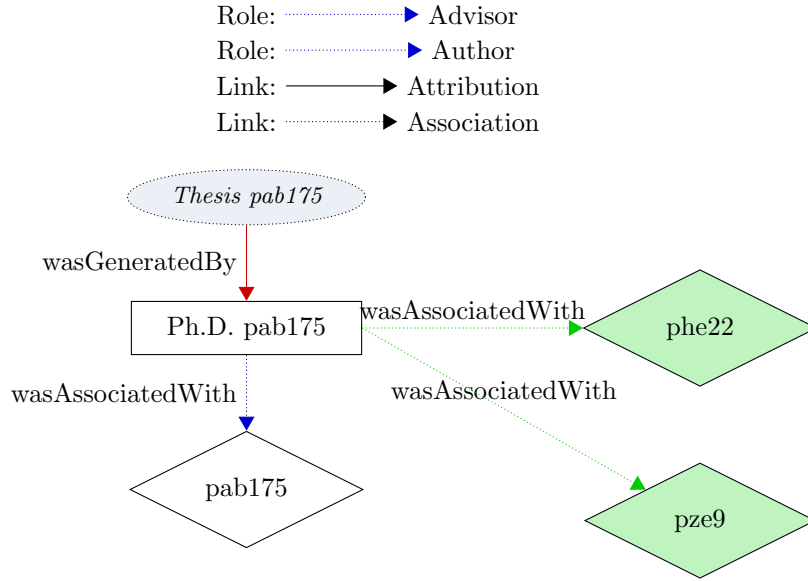 Role: Advisor
Role: Author
Link: Attribution
Link: Association
Thesis pab175
wasGeneratedBy
Ph.D. pab175
wasAssociatedWith
phe22
wasAssociatedWith
wasAssociatedWith
pab175
pze9